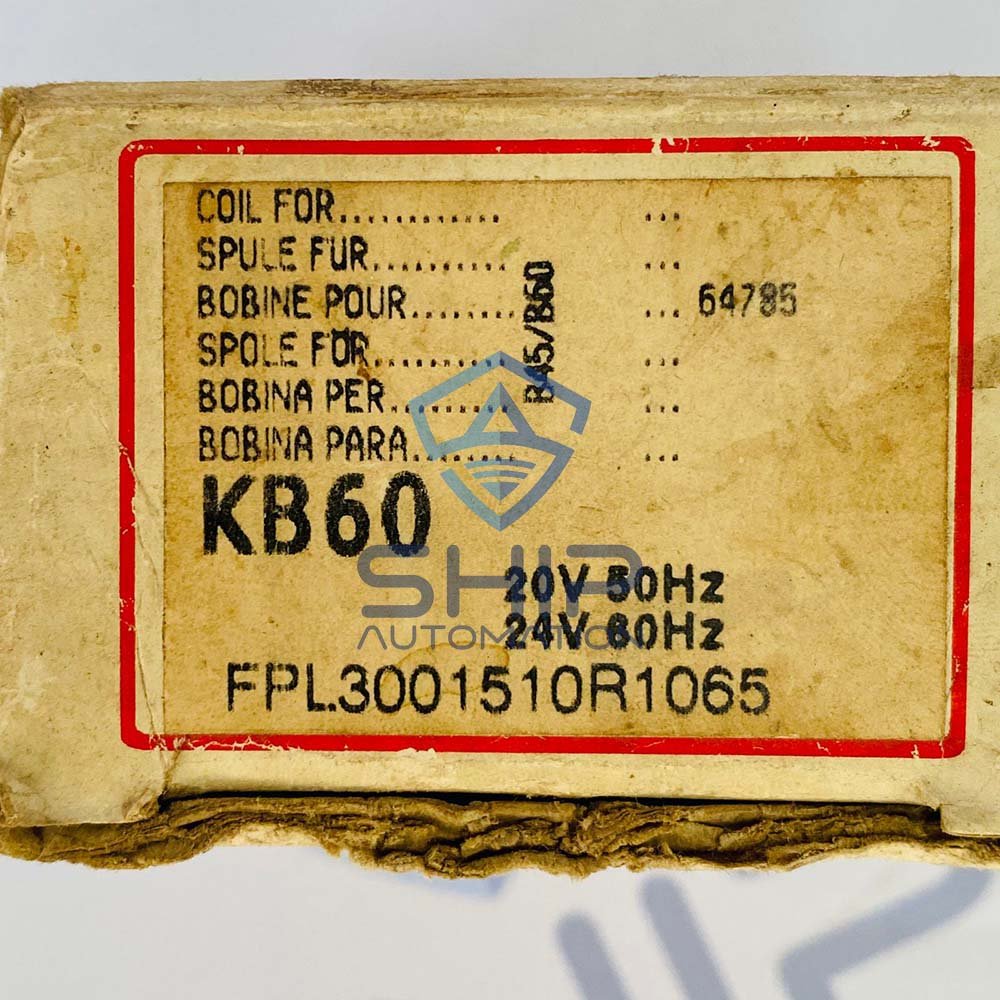 COIL FOR.............. ...
SPULE FUR............ ...
BOBINE POUR......... ... 64785
SPOLE FÖR............ ...
BOBINA PER........... ...
BOBINA PARA......... ...
B45/B60
KB60
20V 50Hz
24V 60Hz
FPL3001510R1065
SHIP
AUTOMATION